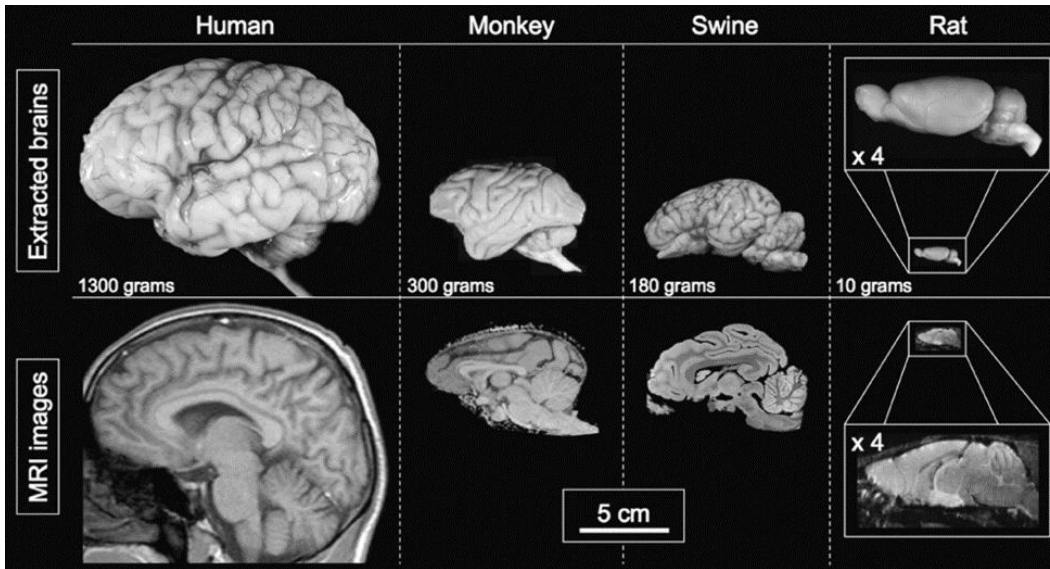 Human Monkey Swine Rat
Extracted brains
x 4
1300 grams 300 grams 180 grams 10 grams
MRI images
x 4
5 cm